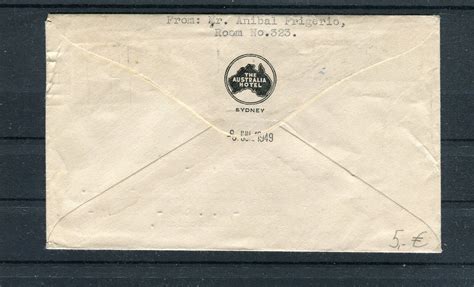 From: Mr. Anibal Frigerio,
Room No.323.
THE
AUSTRALIA
HOTEL
SYDNEY
1949
5,- €